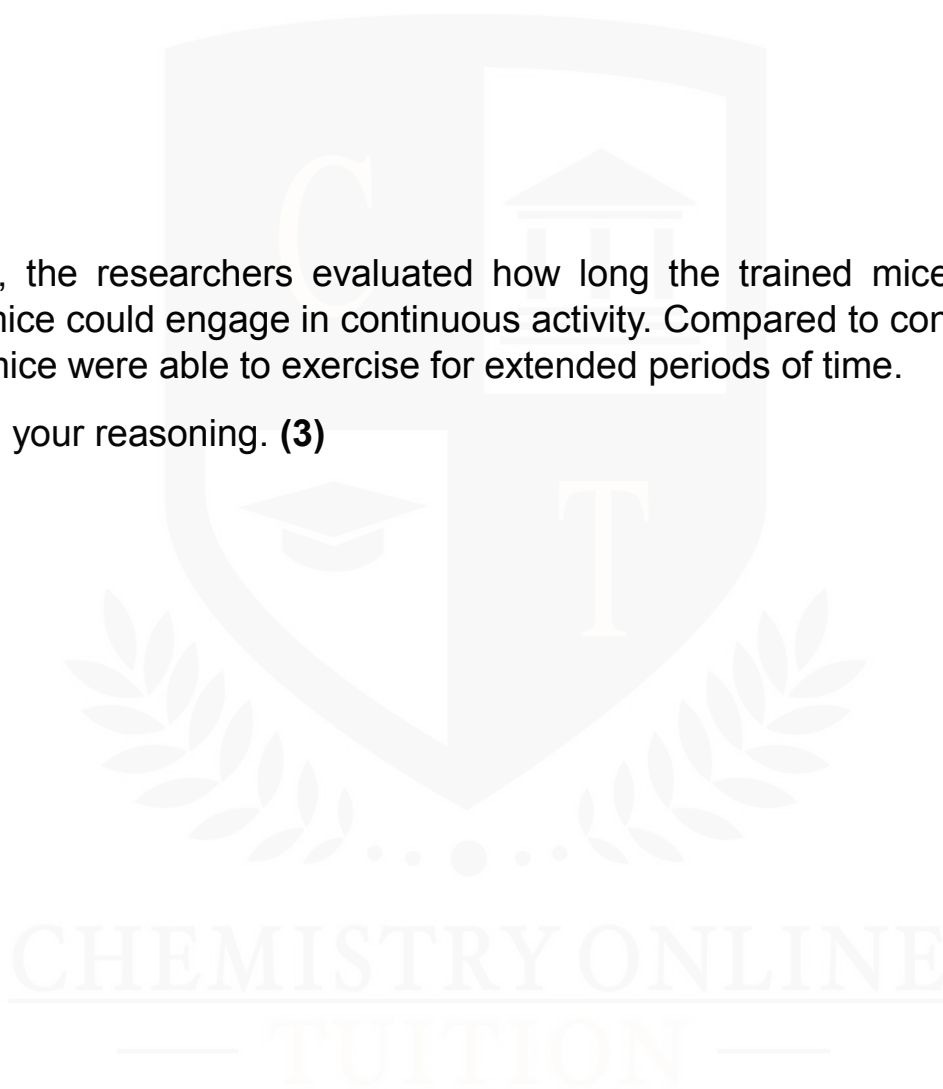 , the researchers evaluated how long the trained mice
nice could engage in continuous activity. Compared to cor
nice were able to exercise for extended periods of time.
your reasoning. (3)
C
T
CHEMISTRY ONLINE
TUITION